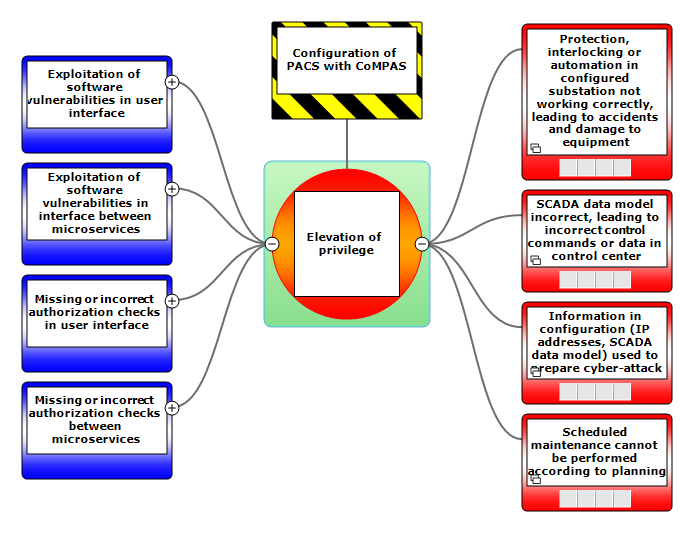 Configuration of
PACS with CoMPAS
Exploitation of
software
vulnerabilities in user
interface
Exploitation of
software
vulnerabilities in
interface between
microservices
Missing or incorrect
authorization checks
in user interface
Missing or incorrect
authorization checks
between
microservices
Elevation of
privilege
Protection,
interlocking or
automation in
configured
substation not
working correctly,
leading to accidents
and damage to
equipment
SCADA data model
incorrect, leading to
incorrect control
commands or data in
control center
Information in
configuration (IP
addresses, SCADA
data model) used to
prepare cyber-attack
Scheduled
maintenance cannot
be performed
according to planning